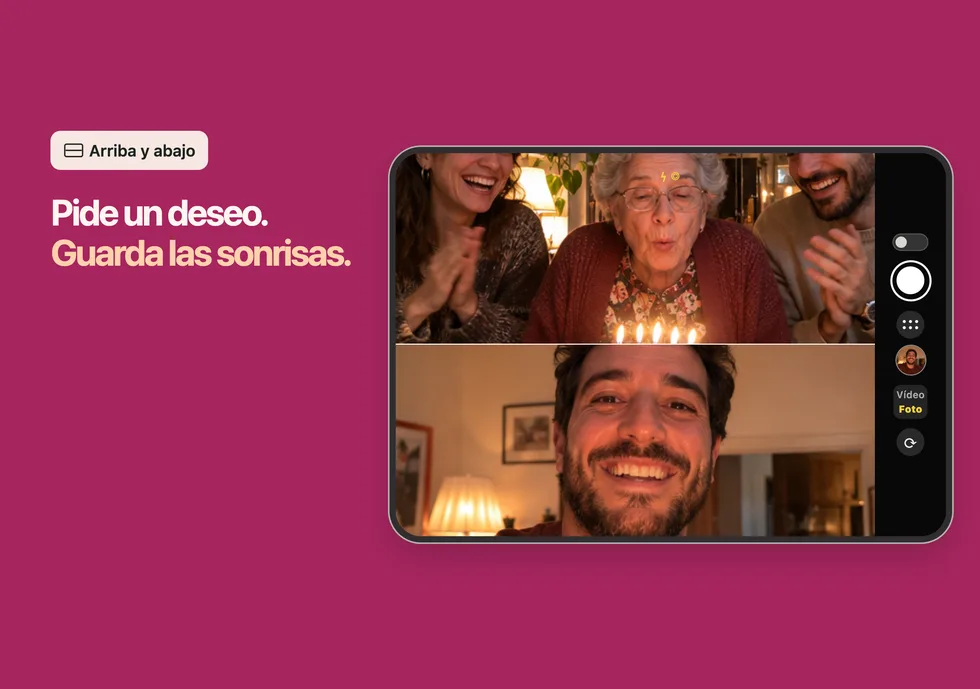 Arriba y abajo
Pide un deseo.
Guarda las sonrisas.
Vídeo
Foto